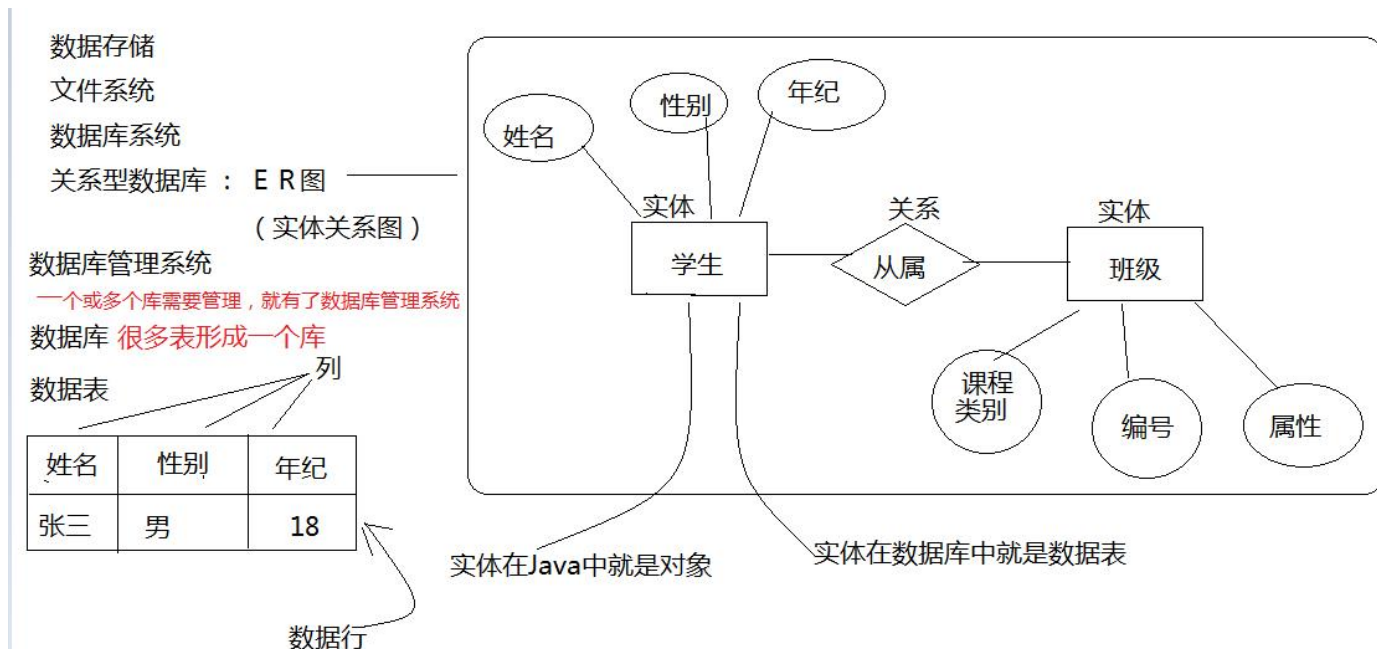 数据存储
文件系统
数据库系统
关系型数据库 ： E R图
（实体关系图）
数据库管理系统
一个或多个库需要管理，就有了数据库管理系统
数据库 很多表形成一个库
数据表
列
姓名 性别 年纪
张三 男 18
数据行
姓名
性别
年纪
实体
学生
关系
从属
实体
班级
课程
类别
编号
属性
实体在Java中就是对象
实体在数据库中就是数据表